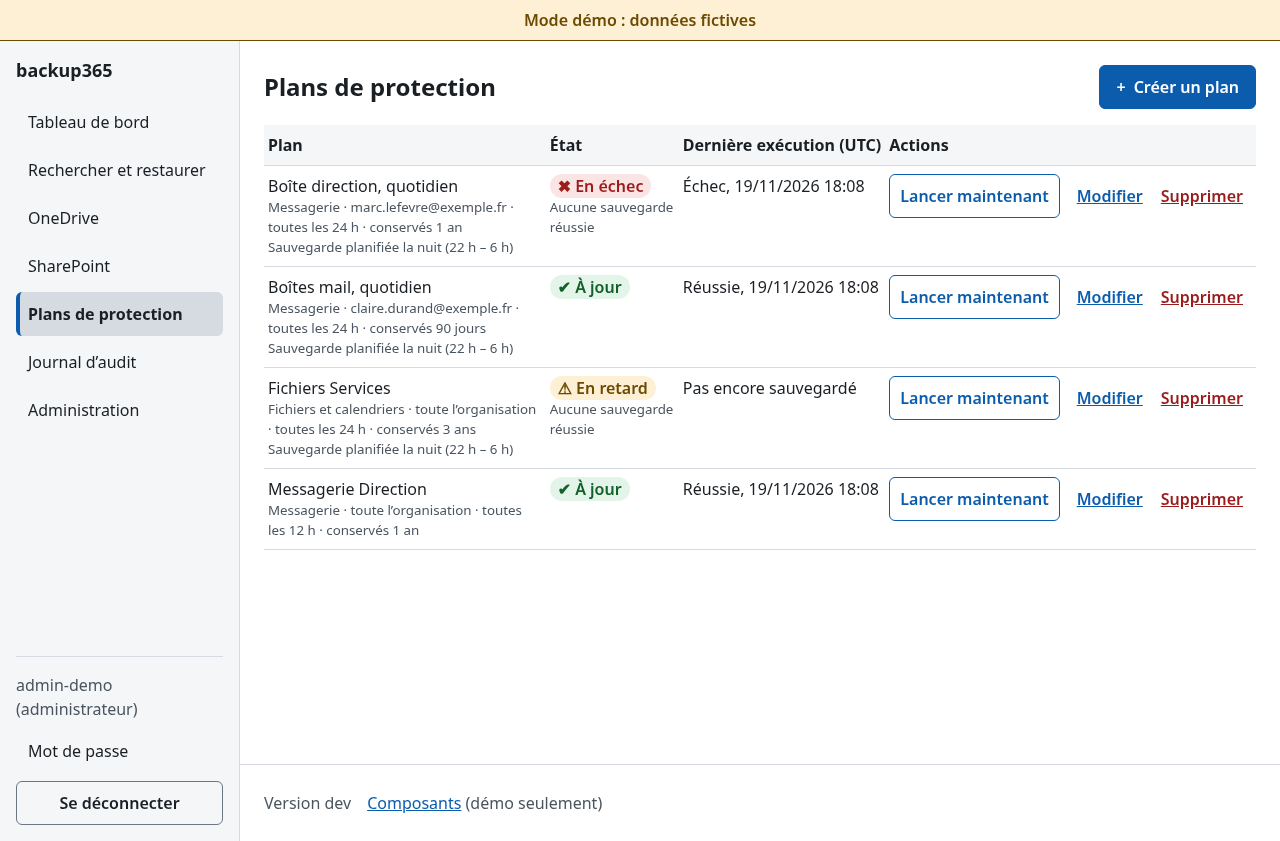 Mode démo : données fictives
backup365
Tableau de bord
Rechercher et restaurer
OneDrive
SharePoint
Plans de protection
Journal d’audit
Administration
admin-demo
(administrateur)
Mot de passe
Se déconnecter
Plans de protection
+ Créer un plan
Plan État Dernière exécution (UTC) Actions
Boîte direction, quotidien
Messagerie · marc.lefevre@exemple.fr ·
toutes les 24 h · conservés 1 an
Sauvegarde planifiée la nuit (22 h – 6 h)
✖ En échec
Aucune sauvegarde
réussie
Échec, 19/11/2026 18:08
Lancer maintenant Modifier Supprimer
Boîtes mail, quotidien
Messagerie · claire.durand@exemple.fr ·
toutes les 24 h · conservés 90 jours
Sauvegarde planifiée la nuit (22 h – 6 h)
✔ À jour
Réussie, 19/11/2026 18:08
Lancer maintenant Modifier Supprimer
Fichiers Services
Fichiers et calendriers · toute l’organisation
· toutes les 24 h · conservés 3 ans
Sauvegarde planifiée la nuit (22 h – 6 h)
⚠ En retard
Aucune sauvegarde
réussie
Pas encore sauvegardé
Lancer maintenant Modifier Supprimer
Messagerie Direction
Messagerie · toute l’organisation · toutes
les 12 h · conservés 1 an
✔ À jour
Réussie, 19/11/2026 18:08
Lancer maintenant Modifier Supprimer
Version dev Composants (démo seulement)